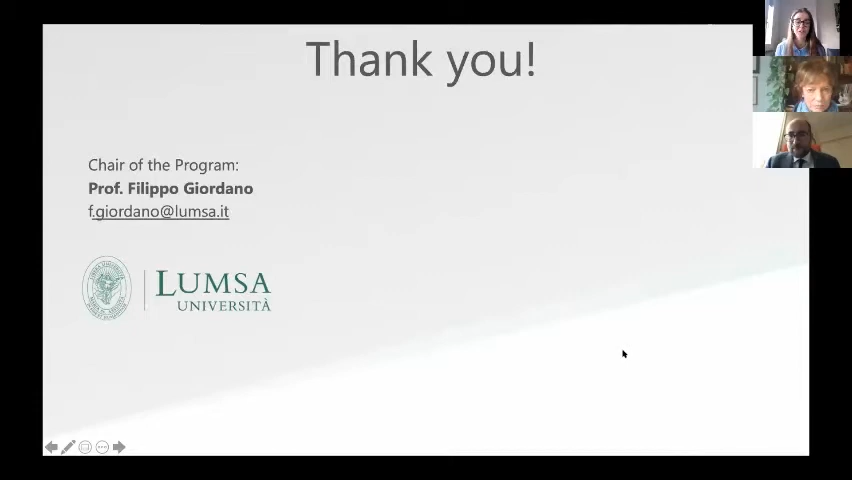 Thank you!
Chair of the Program:
Prof. Filippo Giordano
f.giordano@lumsa.it
LUMSA
UNIVERSITÀ